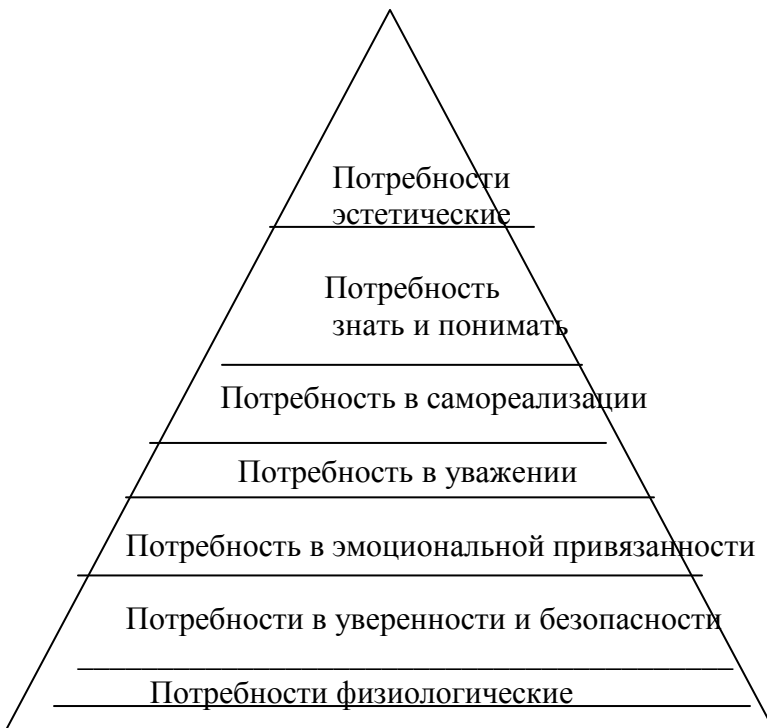 Потребности
эстетические
Потребность
знать и понимать
Потребность в самореализации
Потребность в уважении
Потребность в эмоциональной привязанности
Потребности в уверенности и безопасности
Потребности физиологические